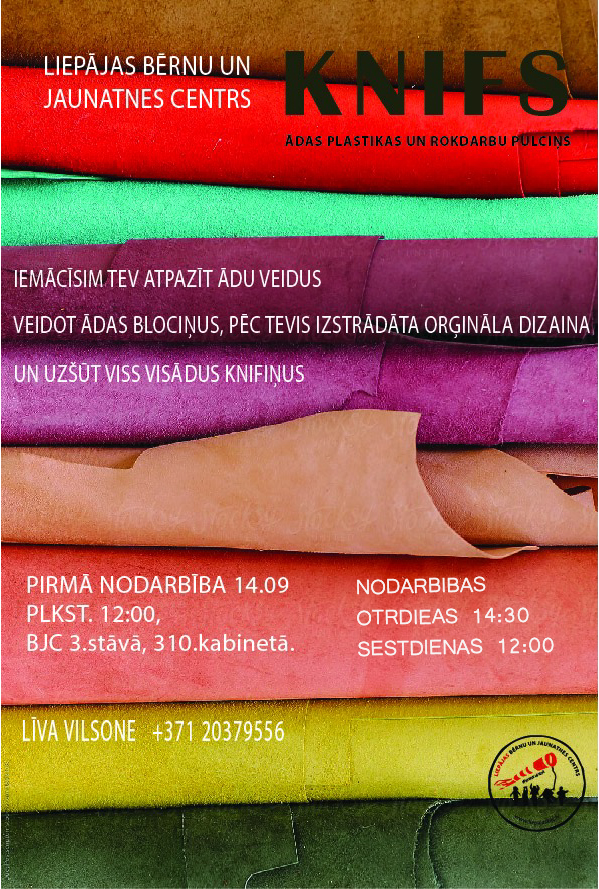 LIEPĀJAS BĒRNU UN
JAUNATNES CENTRS
KNIFS
ĀDAS PLASTIKAS UN ROKDARBU PULCIŅŠ
IEMĀCĪSIM TEV ATPAZĪT ĀDU VEIDUS
VEIDOT ĀDAS BLOCIŅUS, PĒC TEVIS IZSTRĀDĀTA ORĢINĀLA DIZAINA
UN UZŠŪT VISS VISĀDUS KNIFIŅUS
PIRMĀ NODARBĪBA 14.09
PLKST. 12:00,
BJC 3.stāvā, 310.kabinetā.
NODARBIBAS
OTRDIEAS 14:30
SESTDIENAS 12:00
LĪVA VILSONE +371 20379556
LIEPĀJAS BĒRNU UN JAUNATNES CENTRS